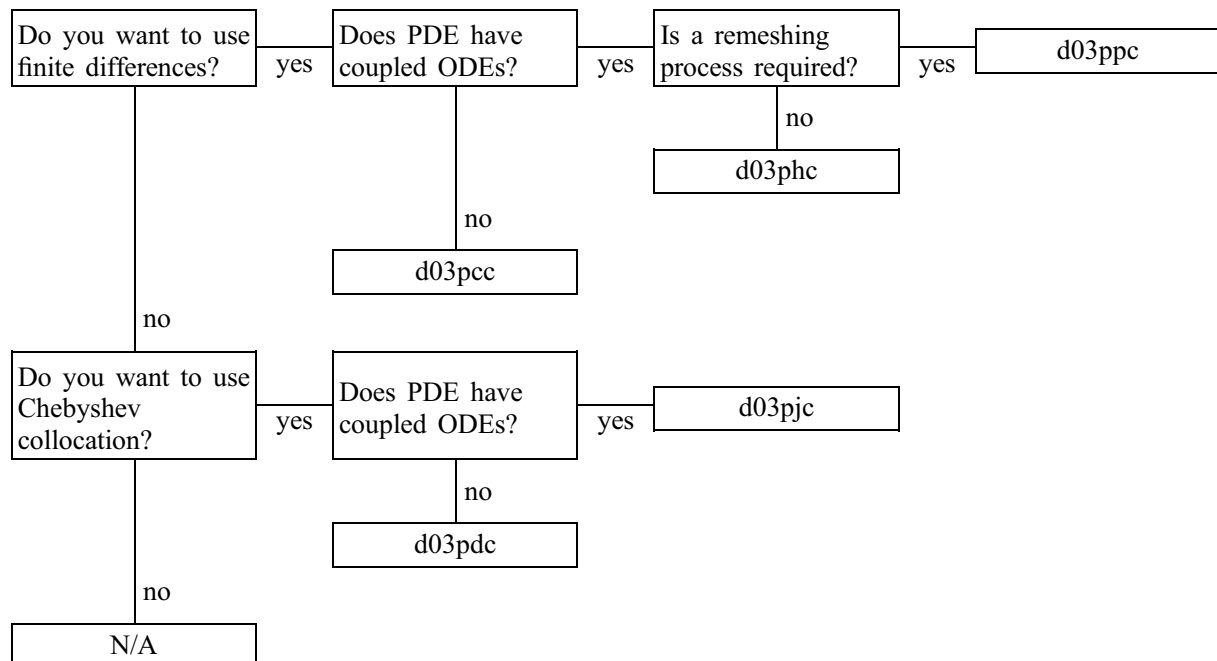 Do you want to use
finite differences?
yes
Does PDE have
coupled ODEs?
yes
Is a remeshing
process required?
yes
d03ppc
no
d03phc
no
d03pcc
no
Do you want to use
Chebyshev
collocation?
yes
Does PDE have
coupled ODEs?
yes
d03pjc
no
d03pdc
no
N/A